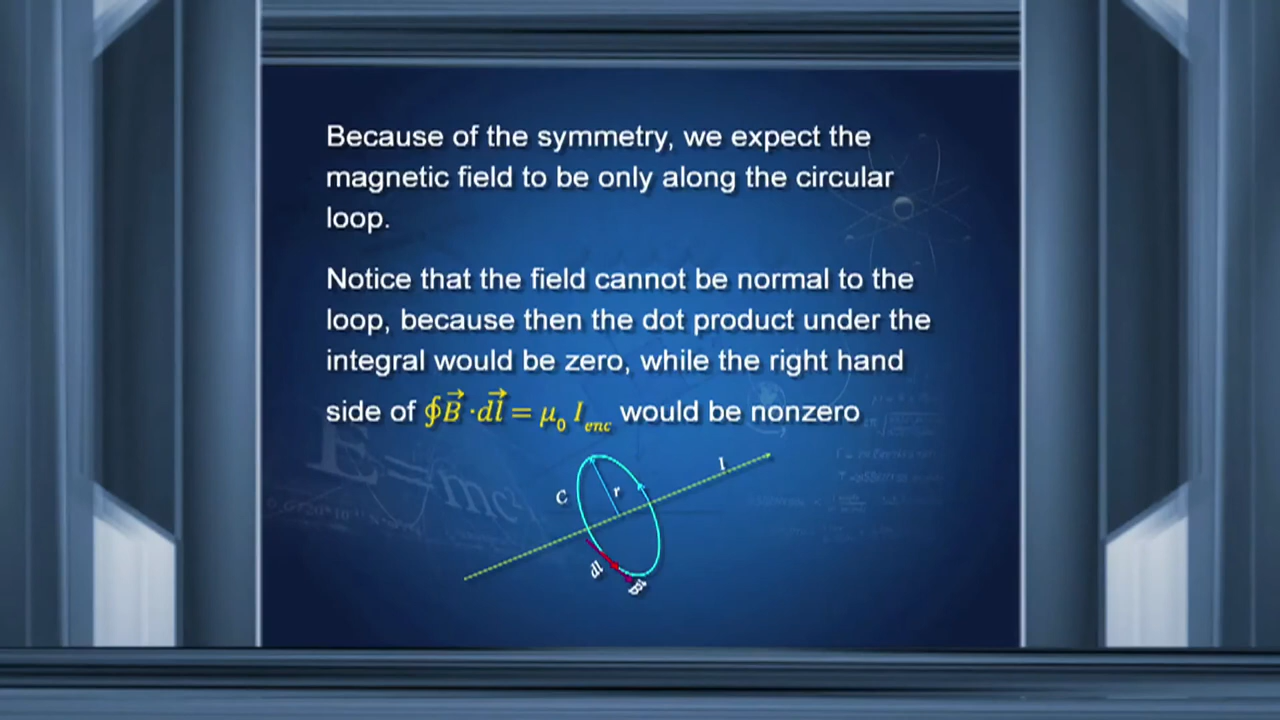 Because of the symmetry, we expect the
magnetic field to be only along the circular
loop.
Notice that the field cannot be normal to the
loop, because then the dot product under the
integral would be zero, while the right hand
side of ∮B⃗ ·dl⃗ = μ₀ I_enc would be nonzero
I
C
r
dl
E=mc²